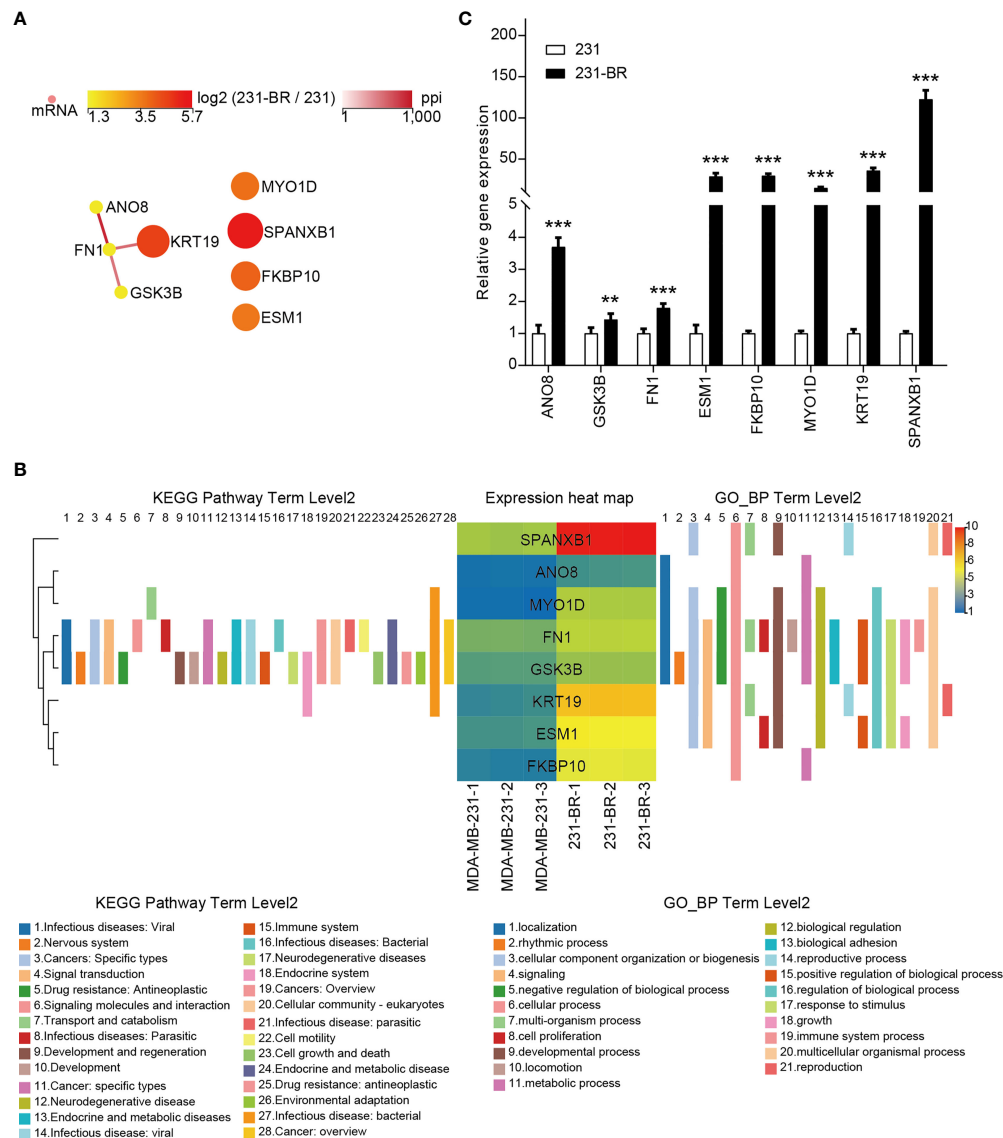 A
mRNA
log2 (231-BR / 231)
1.3 3.5 5.7
ppi
1 1,000
ANO8
FN1
KRT19
GSK3B
MYO1D
SPANXB1
FKBP10
ESM1
C
Relative gene expression
231
231-BR
200
150
100
50
5
4
3
2
1
0
***
**
***
***
***
***
***
***
ANO8
GSK3B
FN1
ESM1
FKBP10
MYO1D
KRT19
SPANXB1
B
KEGG Pathway Term Level2
Expression heat map
GO_BP Term Level2
1 2 3 4 5 6 7 8 9 10 11 12 13 14 15 16 17 18 19 20 21 22 23 24 25 26 27 28
1 2 3 4 5 6 7 8 9 10 11 12 13 14 15 16 17 18 19 20 21
SPANXB1
ANO8
MYO1D
FN1
GSK3B
KRT19
ESM1
FKBP10
10
8
5
3
1
MDA-MB-231-1
MDA-MB-231-2
MDA-MB-231-3
231-BR-1
231-BR-2
231-BR-3
KEGG Pathway Term Level2
1.Infectious diseases: Viral
2.Nervous system
3.Cancers: Specific types
4.Signal transduction
5.Drug resistance: Antineoplastic
6.Signaling molecules and interaction
7.Transport and catabolism
8.Infectious diseases: Parasitic
9.Development and regeneration
10.Development
11.Cancer: specific types
12.Neurodegenerative disease
13.Endocrine and metabolic diseases
14.Infectious disease: viral
15.Immune system
16.Infectious diseases: Bacterial
17.Neurodegenerative diseases
18.Endocrine system
19.Cancers: Overview
20.Cellular community - eukaryotes
21.Infectious disease: parasitic
22.Cell motility
23.Cell growth and death
24.Endocrine and metabolic disease
25.Drug resistance: antineoplastic
26.Environmental adaptation
27.Infectious disease: bacterial
28.Cancer: overview
GO_BP Term Level2
1.localization
2.rhythmic process
3.cellular component organization or biogenesis
4.signaling
5.negative regulation of biological process
6.cellular process
7.multi-organism process
8.cell proliferation
9.developmental process
10.locomotion
11.metabolic process
12.biological regulation
13.biological adhesion
14.reproductive process
15.positive regulation of biological process
16.regulation of biological process
17.response to stimulus
18.growth
19.immune system process
20.multicellular organismal process
21.reproduction